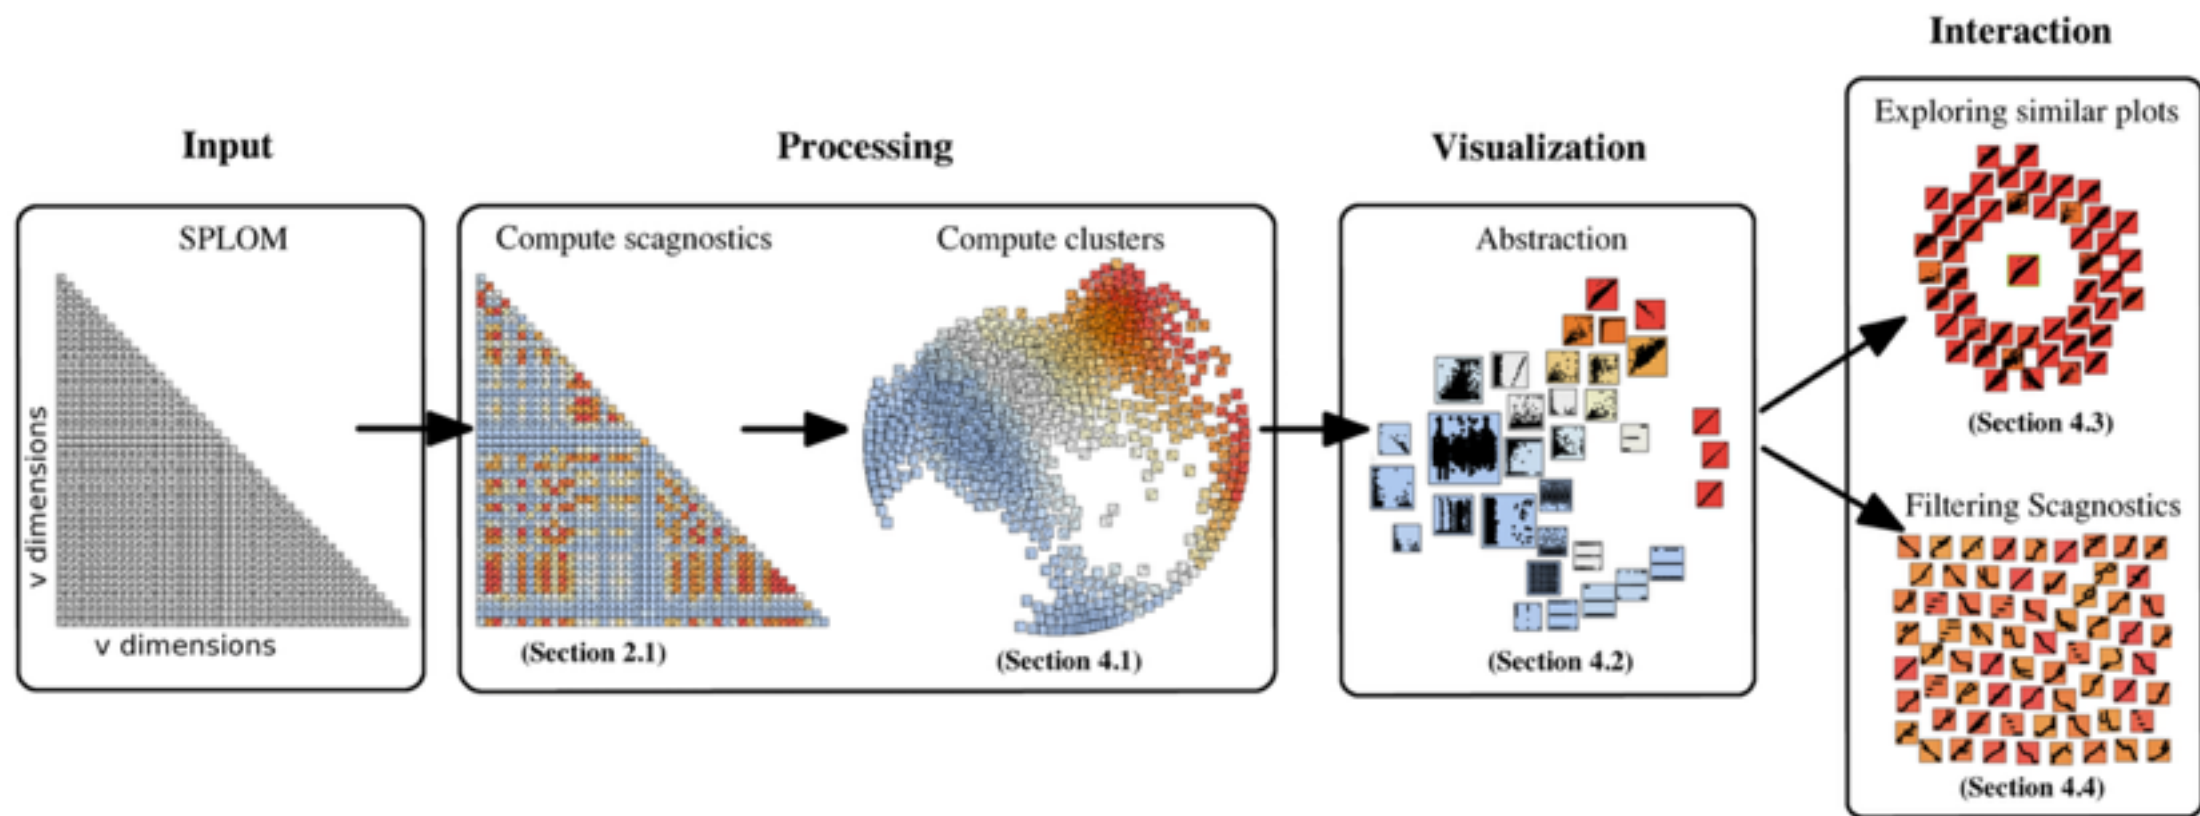 Input
SPLOM
v dimensions
v dimensions
Processing
Compute scagnostics
(Section 2.1)
Compute clusters
(Section 4.1)
Visualization
Abstraction
(Section 4.2)
Interaction
Exploring similar plots
(Section 4.3)
Filtering Scagnostics
(Section 4.4)